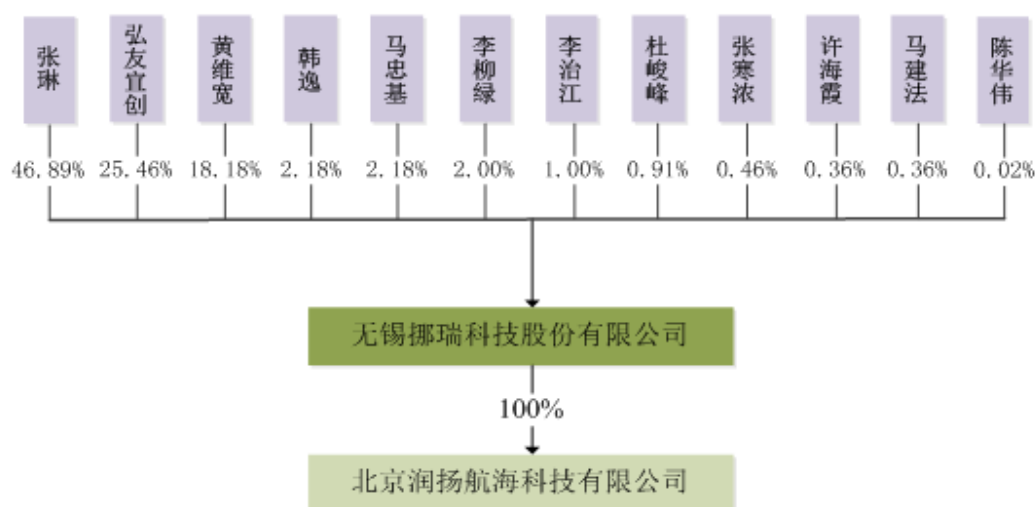 张琳 弘友宜创 黄维宽 韩逸 马忠基 李柳绿 李治江 杜峻峰 张寒浓 许海霞 马建法 陈华伟
46.89% 25.46% 18.18% 2.18% 2.18% 2.00% 1.00% 0.91% 0.46% 0.36% 0.36% 0.02%
无锡挪瑞科技股份有限公司
100%
北京润扬航海科技有限公司